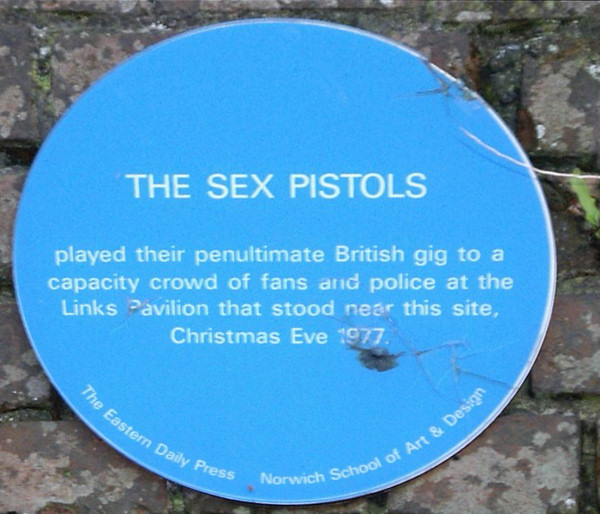 THE SEX PISTOLS
played their penultimate British gig to a
capacity crowd of fans and police at the
Links Pavilion that stood near this site,
Christmas Eve 1977.
The Eastern Daily Press
Norwich School of Art & Design